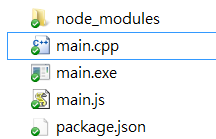 node_modules
main.cpp
main.exe
main.js
package.json